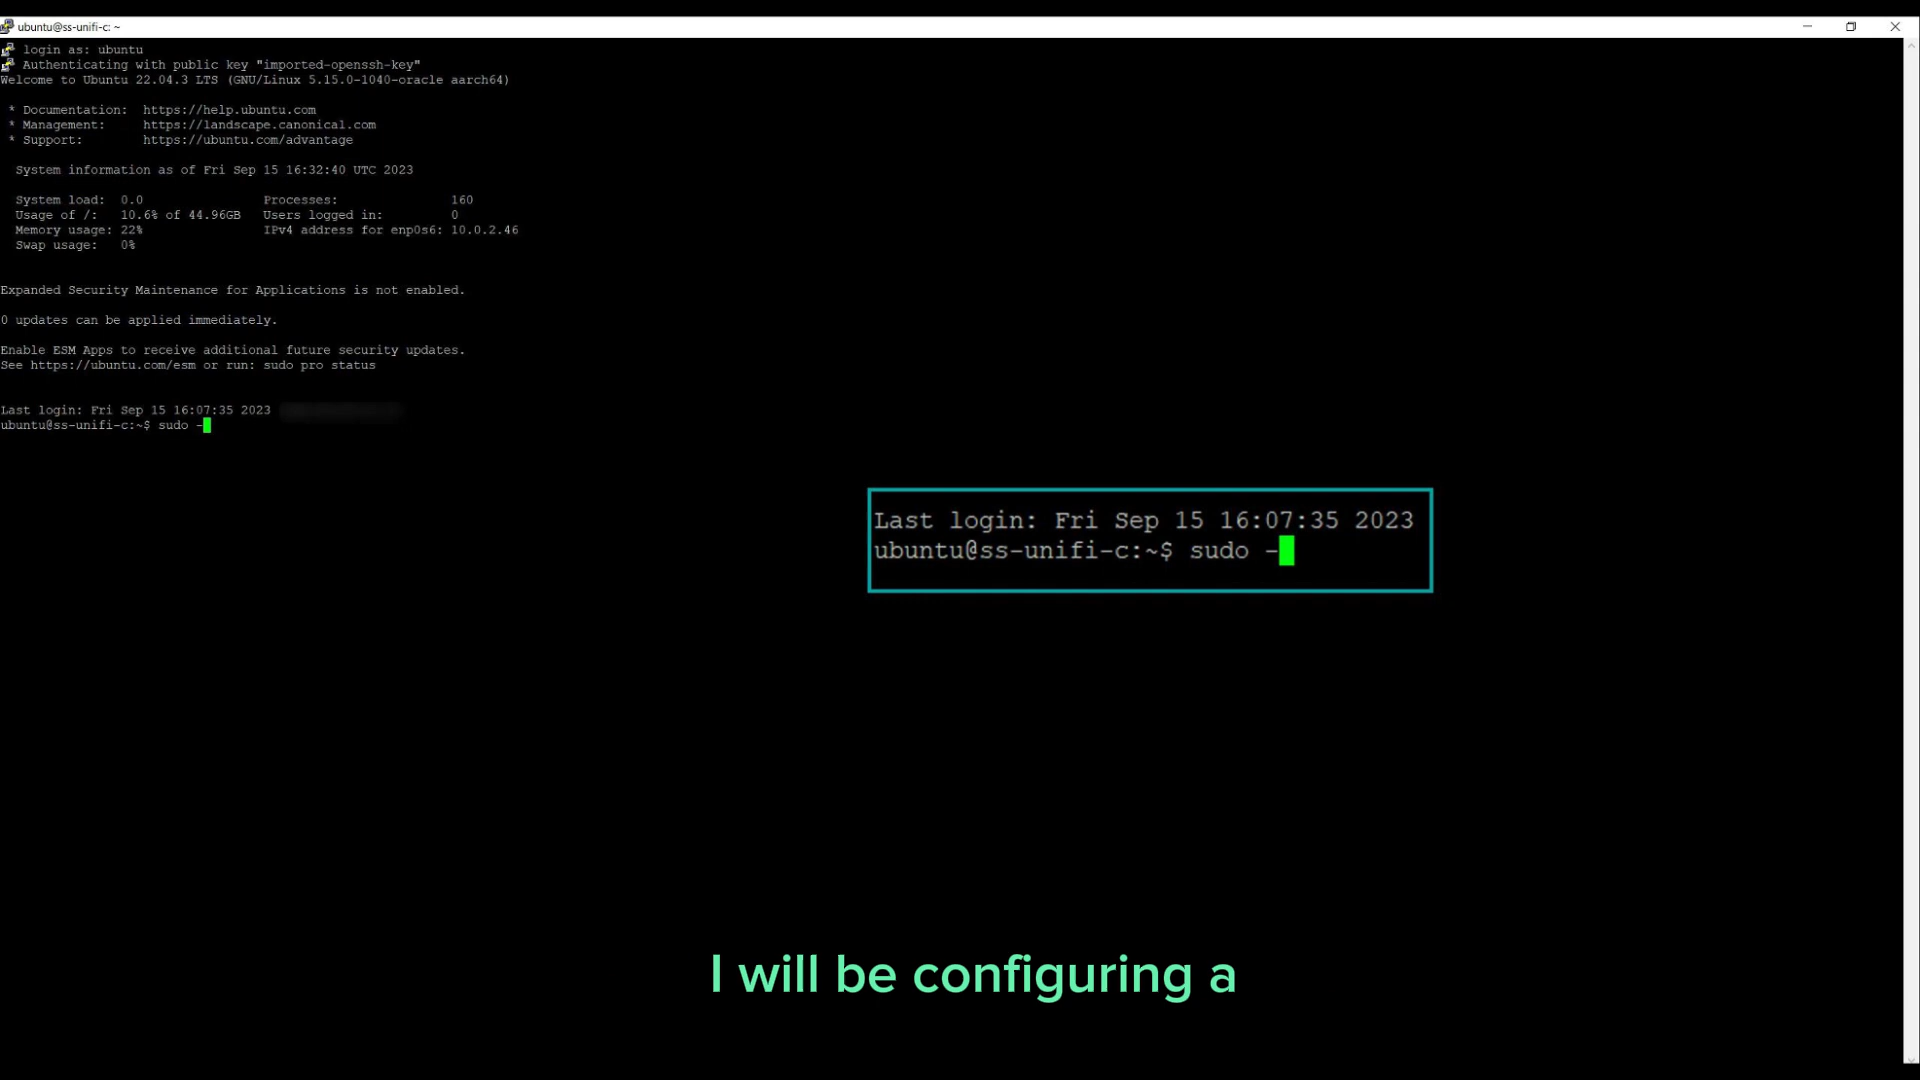 ubuntu@ss-unifi-c: ~
login as: ubuntu
Authenticating with public key "imported-openssh-key"
Welcome to Ubuntu 22.04.3 LTS (GNU/Linux 5.15.0-1040-oracle aarch64)
* Documentation: https://help.ubuntu.com
* Management: https://landscape.canonical.com
* Support: https://ubuntu.com/advantage
System information as of Fri Sep 15 16:32:40 UTC 2023
System load: 0.0 Processes: 160
Usage of /: 10.6% of 44.96GB Users logged in: 0
Memory usage: 22% IPv4 address for enp0s6: 10.0.2.46
Swap usage: 0%
Expanded Security Maintenance for Applications is not enabled.
0 updates can be applied immediately.
Enable ESM Apps to receive additional future security updates.
See https://ubuntu.com/esm or run: sudo pro status
Last login: Fri Sep 15 16:07:35 2023
ubuntu@ss-unifi-c:~$ sudo -
Last login: Fri Sep 15 16:07:35 2023
ubuntu@ss-unifi-c:~$ sudo -
I will be configuring a